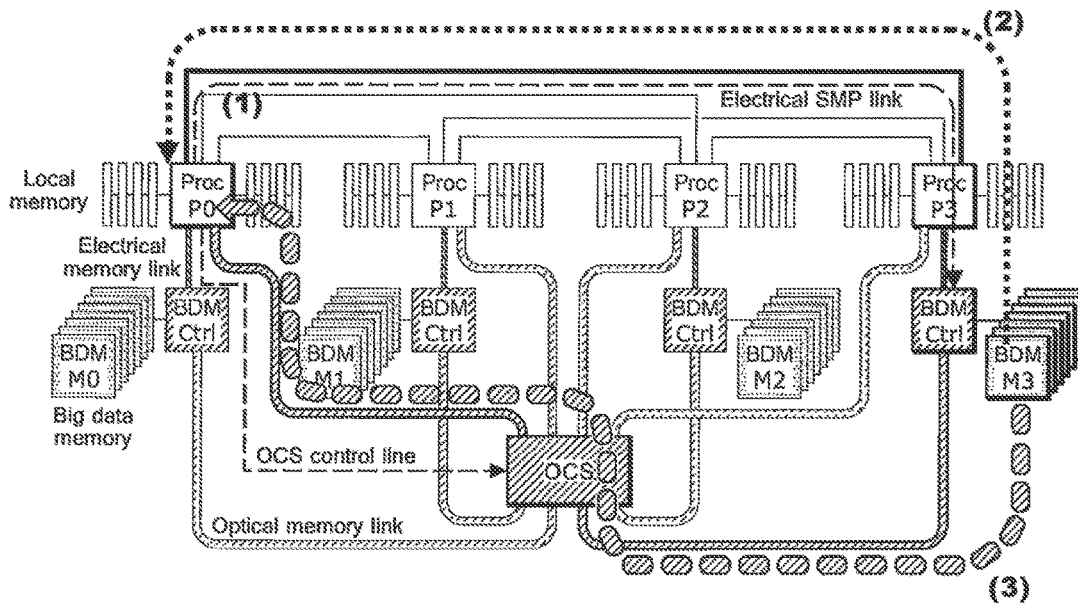 (2)
(1)
Electrical SMP link
Local
memory
Proc
P0
Proc
P1
Proc
P2
Proc
P3
Electrical
memory link
BDM
Ctrl
BDM
Ctrl
BDM
Ctrl
BDM
Ctrl
BDM
M0
BDM
M1
BDM
M2
BDM
M3
Big data
memory
OCS control line
OCS
Optical memory link
(3)